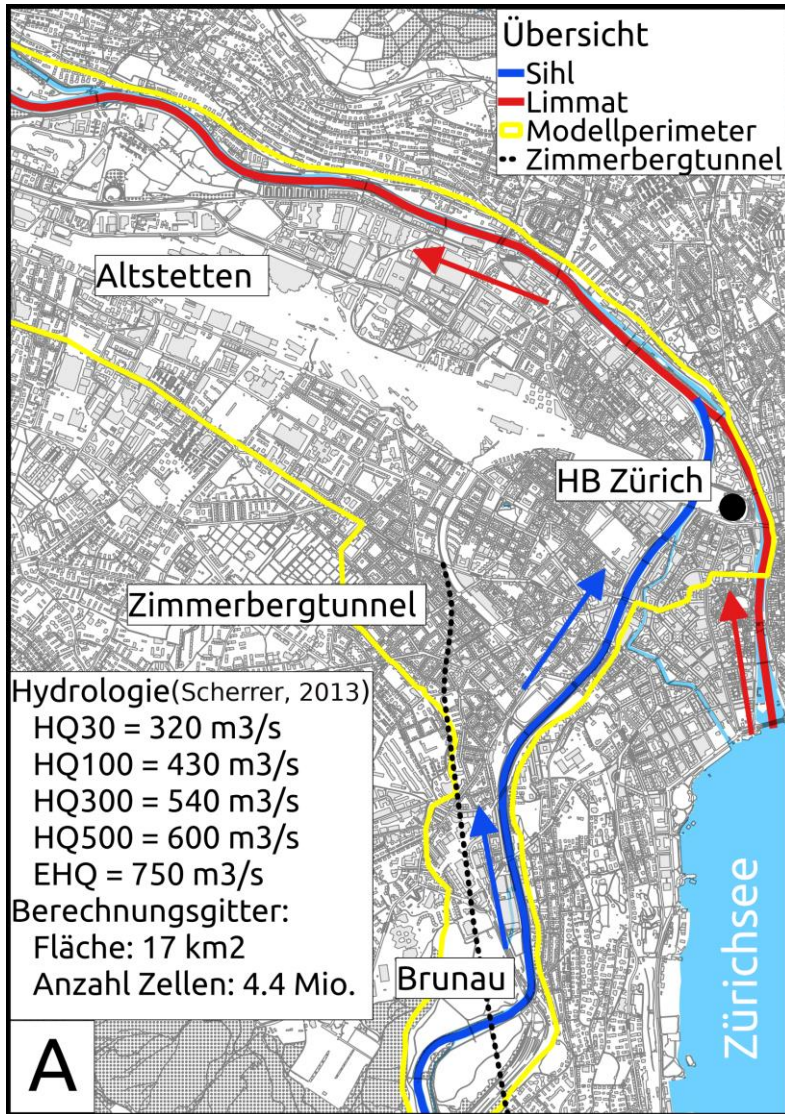 Übersicht
Sihl
Limmat
Modellperimeter
Zimmerbergtunnel
Altstetten
HB Zürich
Zimmerbergtunnel
Hydrologie(Scherrer, 2013)
HQ30 = 320 m3/s
HQ100 = 430 m3/s
HQ300 = 540 m3/s
HQ500 = 600 m3/s
EHQ = 750 m3/s
Berechnungsgitter:
Fläche: 17 km2
Anzahl Zellen: 4.4 Mio.
Brunau
Zürichsee
A